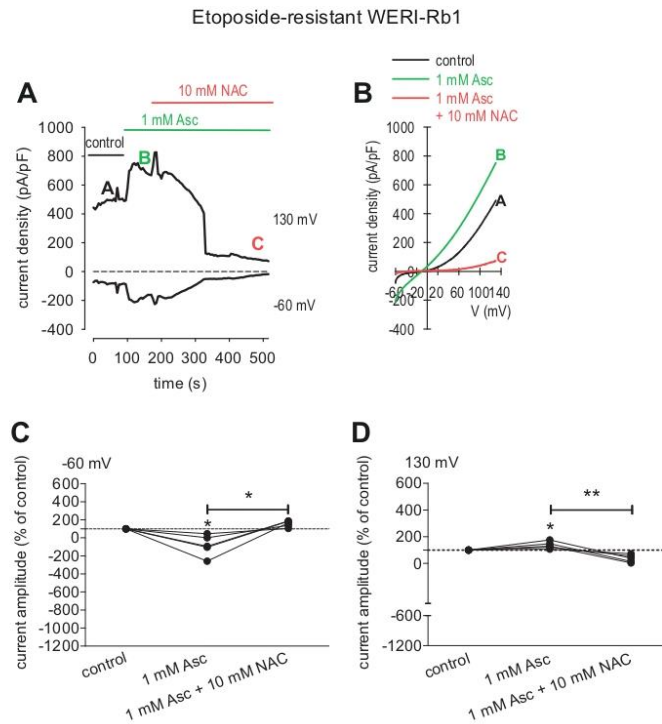 Etoposide-resistant WERI-Rb1
A
10 mM NAC
1 mM Asc
control
current density (pA/pF)
1000
800
600
400
200
0
-200
-400
A
B
C
130 mV
-60 mV
0 100 200 300 400 500
time (s)
B
control
1 mM Asc
1 mM Asc
+ 10 mM NAC
current density (pA/pF)
1000
800
600
400
200
0
-200
-400
B
A
C
-60 -20 20 60 100 140
V (mV)
C
-60 mV
current amplitude (% of control)
600
400
200
0
-200
-400
-600
-800
-1000
-1200
*
*
control
1 mM Asc
1 mM Asc + 10 mM NAC
D
130 mV
current amplitude (% of control)
600
400
200
0
-600
-1200
*
**
control
1 mM Asc
1 mM Asc + 10 mM NAC